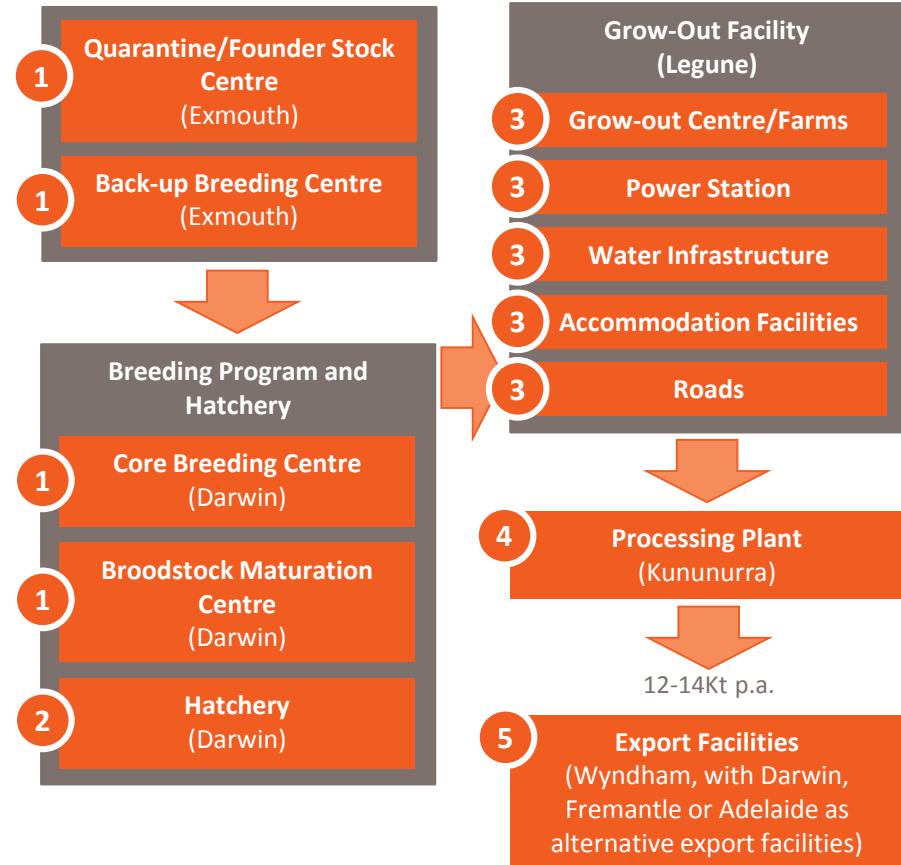 1
Quarantine/Founder Stock
Centre
(Exmouth)
1
Back-up Breeding Centre
(Exmouth)
Breeding Program and
Hatchery
1
Core Breeding Centre
(Darwin)
1
Broodstock Maturation
Centre
(Darwin)
2
Hatchery
(Darwin)
Grow-Out Facility
(Legune)
3
Grow-out Centre/Farms
3
Power Station
3
Water Infrastructure
3
Accommodation Facilities
3
Roads
4
Processing Plant
(Kununurra)
12-14Kt p.a.
5
Export Facilities
(Wyndham, with Darwin,
Fremantle or Adelaide as
alternative export facilities)